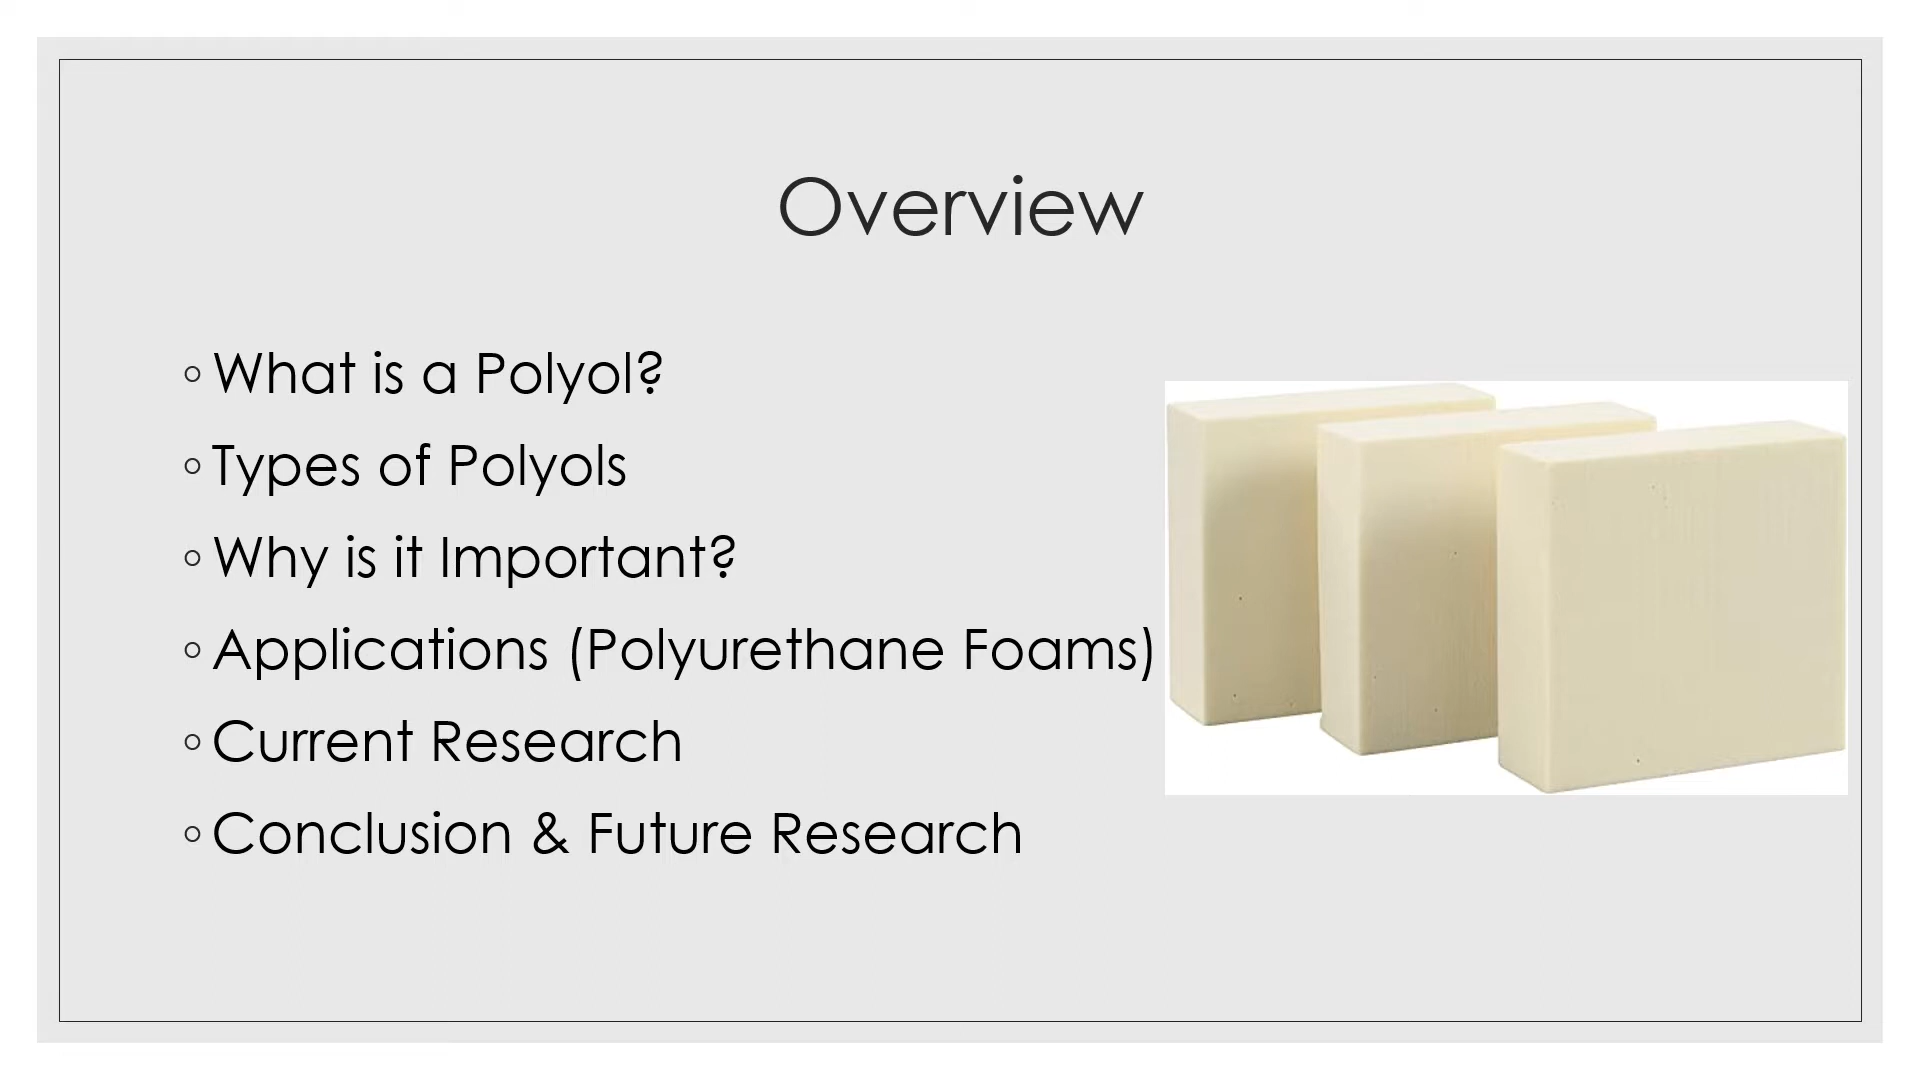 Overview
◦ What is a Polyol?
◦ Types of Polyols
◦ Why is it Important?
◦ Applications (Polyurethane Foams)
◦ Current Research
◦ Conclusion & Future Research